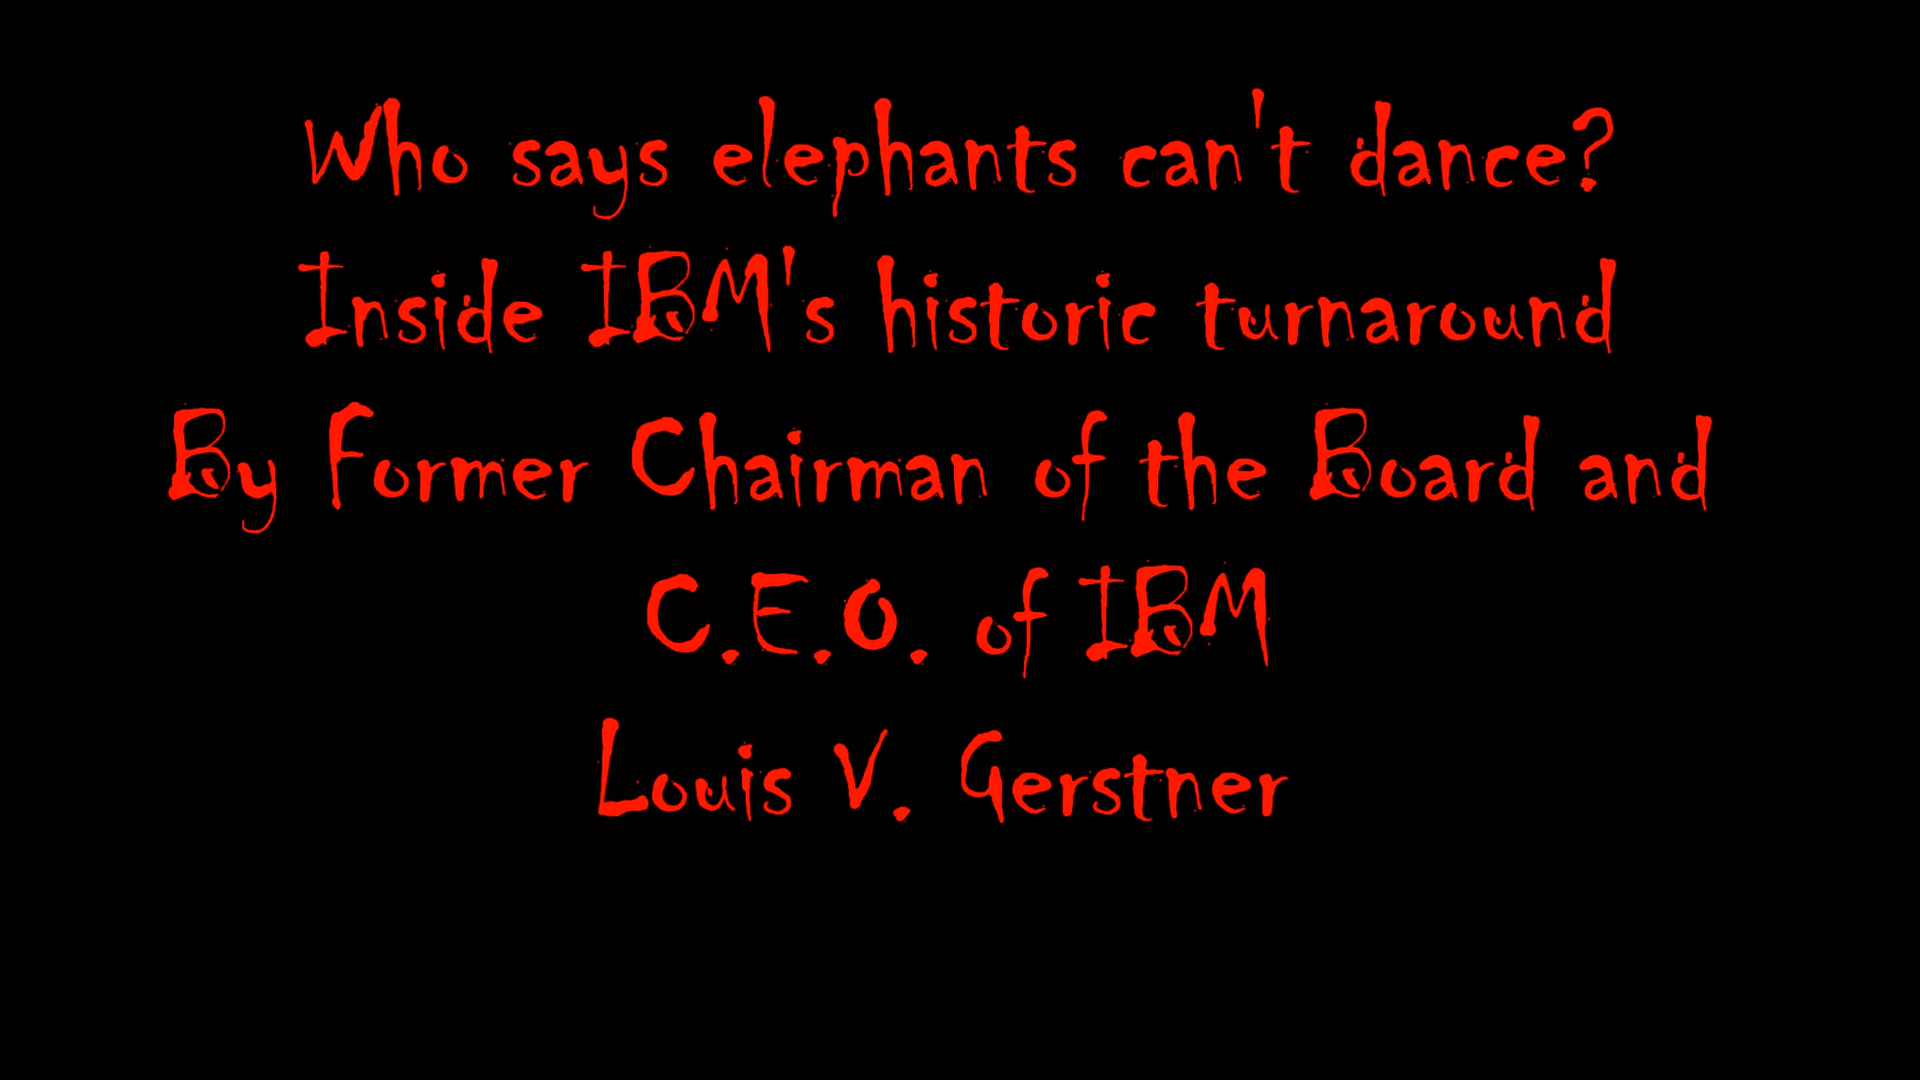 Who says elephants can't dance?
Inside IBM's historic turnaround
By Former Chairman of the Board and
C.E.O. of IBM
Louis V. Gerstner